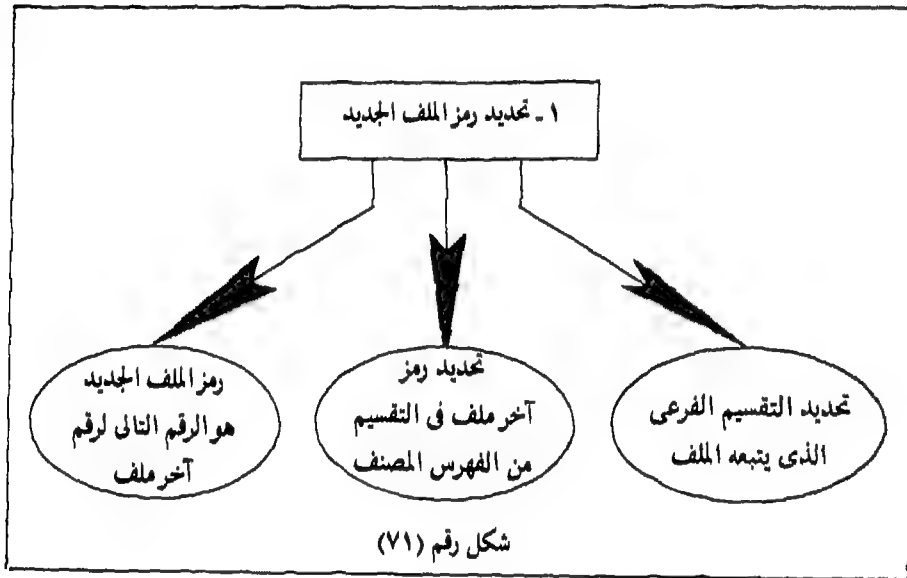 ١ ـ تحديد رمز الملف الجديد
تحديد التقسيم الفرعى
الذى يتبعه الملف
تحديد رمز
آخر ملف فى التقسيم
من الفهرس المصنف
رمز الملف الجديد
هو الرقم التالى لرقم
آخر ملف
شكل رقم (٧١)